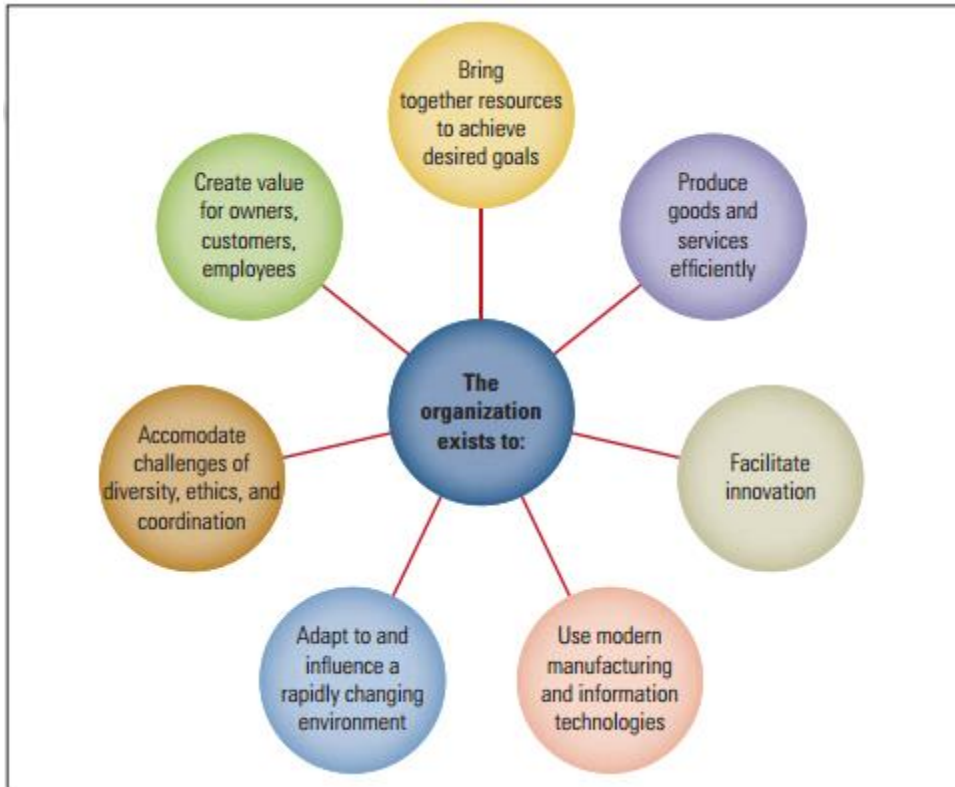 Bring
together resources
to achieve
desired goals
Produce
goods and
services
efficiently
Facilitate
innovation
Use modern
manufacturing
and information
technologies
Adapt to and
influence a
rapidly changing
environment
Accomodate
challenges of
diversity, ethics, and
coordination
Create value
for owners,
customers,
employees
The
organization
exists to: